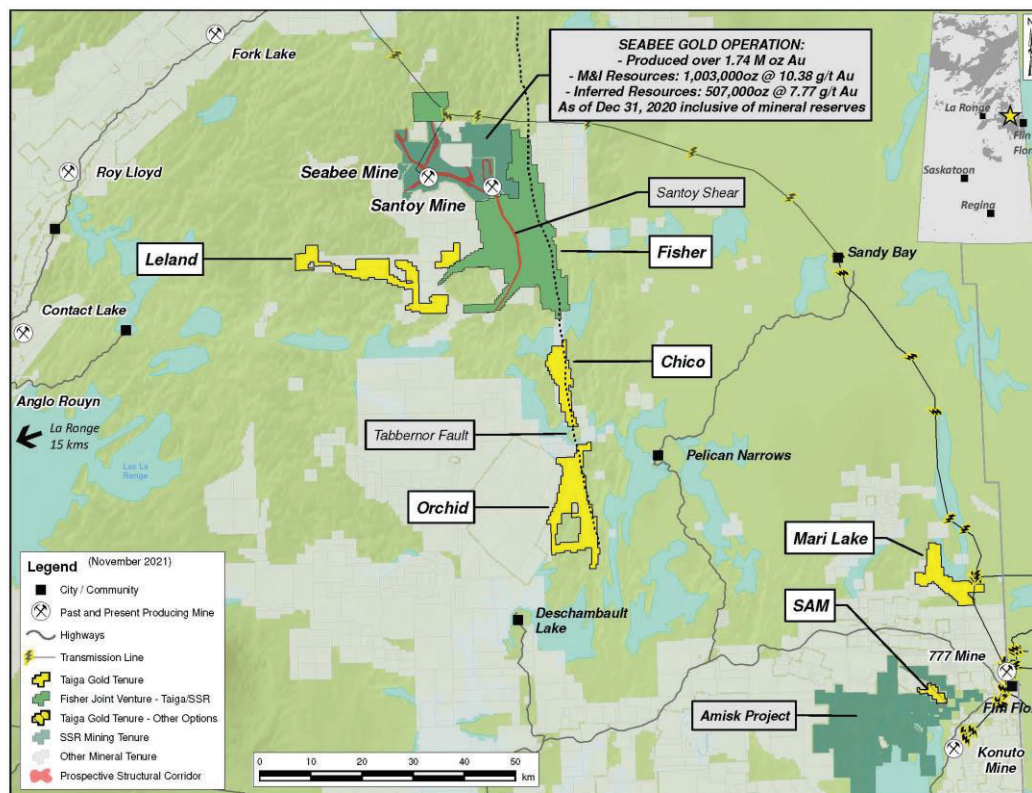 Fork Lake
SEABEE GOLD OPERATION:
- Produced over 1.74 M oz Au
- M&I Resources: 1,003,000oz @ 10.38 g/t Au
- Inferred Resources: 507,000oz @ 7.77 g/t Au
As of Dec 31, 2020 inclusive of mineral reserves
N
La Ronge
Flin
Flon
Saskatoon
Regina
Roy Lloyd
Seabee Mine
Santoy Mine
Santoy Shear
Leland
Fisher
Sandy Bay
Contact Lake
Chico
Anglo Rouyn
La Ronge
15 kms
Tabbernor Fault
Pelican Narrows
Lac La
Range
Orchid
Mari Lake
SAM
Deschambault
Lake
777 Mine
Flin Flo
Amisk Project
Konuto
Mine
Legend (November 2021)
City / Community
Past and Present Producing Mine
Highways
Transmission Line
Taiga Gold Tenure
Fisher Joint Venture - Taiga/SSR
Taiga Gold Tenure - Other Options
SSR Mining Tenure
Other Mineral Tenure
Prospective Structural Corridor
0 10 20 30 40 50
km